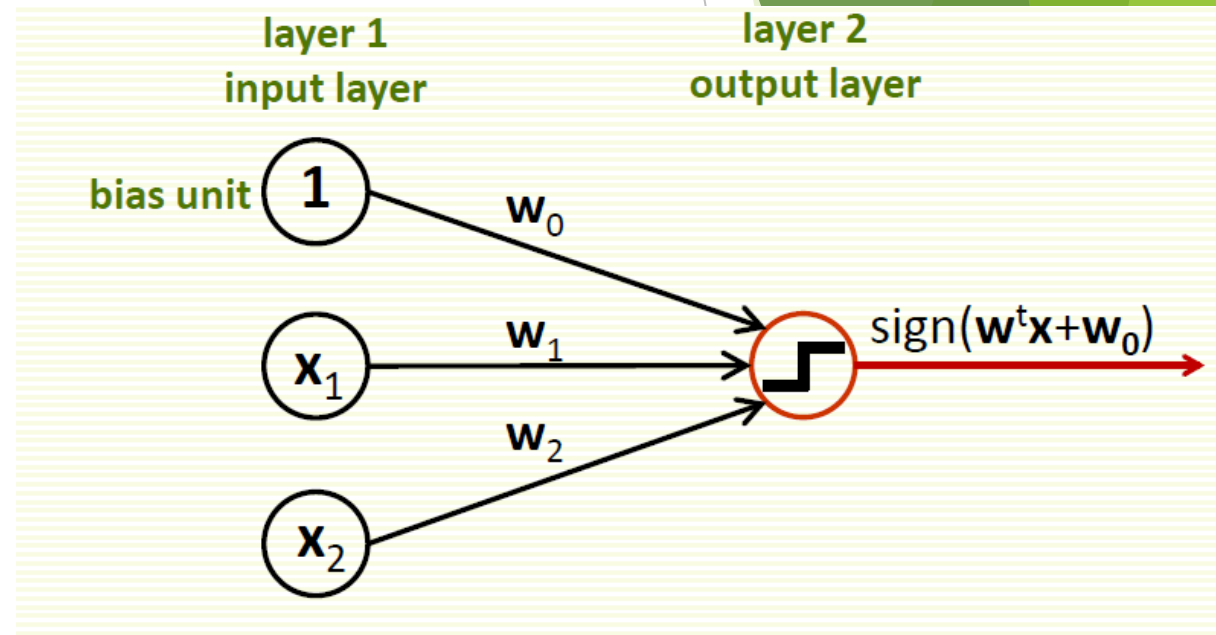 layer 1
input layer
layer 2
output layer
bias unit
1
w₀
x₁
w₁
sign(wᵗx+w₀)
w₂
x₂